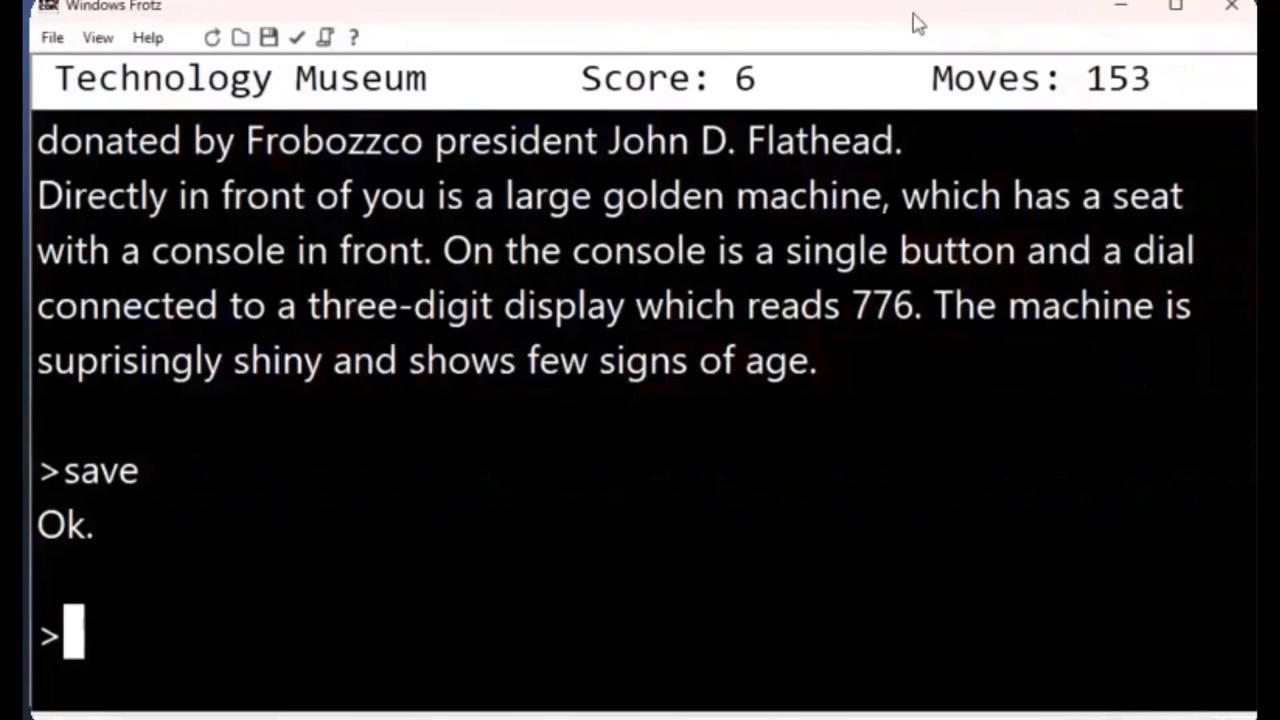 Windows Frotz
File View Help
Technology Museum Score: 6 Moves: 153
donated by Frobozzco president John D. Flathead.
Directly in front of you is a large golden machine, which has a seat
with a console in front. On the console is a single button and a dial
connected to a three-digit display which reads 776. The machine is
suprisingly shiny and shows few signs of age.
>save
Ok.
>